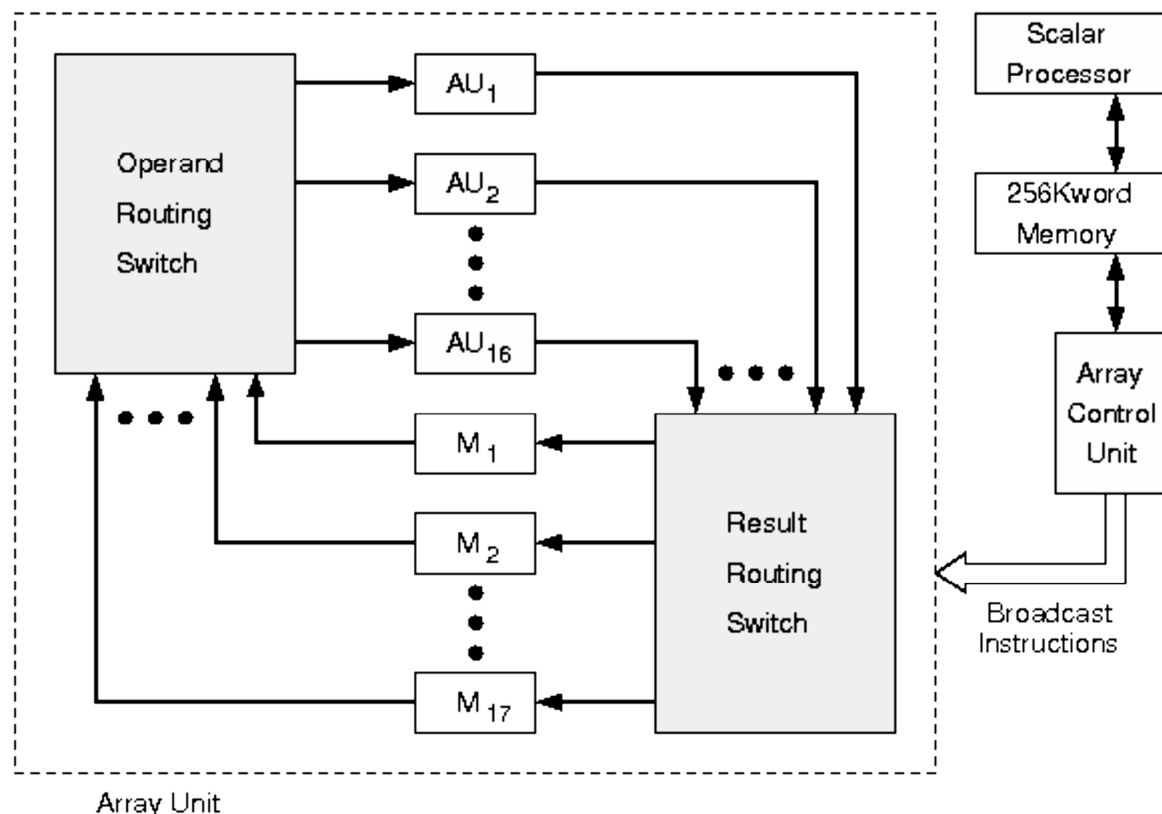 Operand
Routing
Switch
AU1
AU2
AU16
M1
M2
M17
Result
Routing
Switch
Array Unit
Scalar
Processor
256Kword
Memory
Array
Control
Unit
Broadcast
Instructions